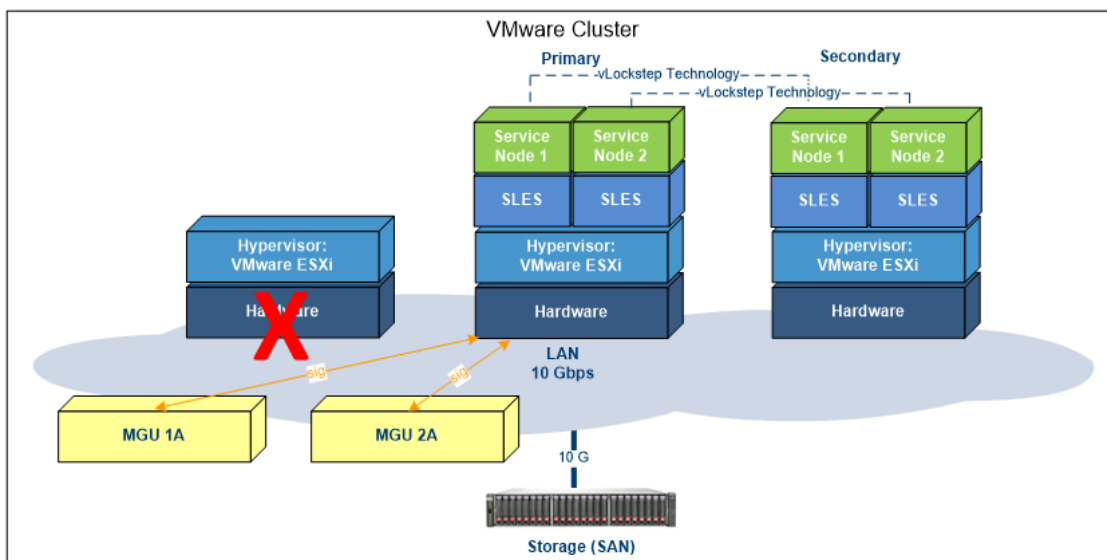 VMware Cluster
Primary
Secondary
vLockstep Technology
vLockstep Technology
Service
Node 1
Service
Node 2
Service
Node 1
Service
Node 2
SLES
SLES
SLES
SLES
Hypervisor:
VMware ESXi
Hypervisor:
VMware ESXi
Hypervisor:
VMware ESXi
Hardware
Hardware
Hardware
LAN
10 Gbps
sig
sig
MGU 1A
MGU 2A
10 G
Storage (SAN)